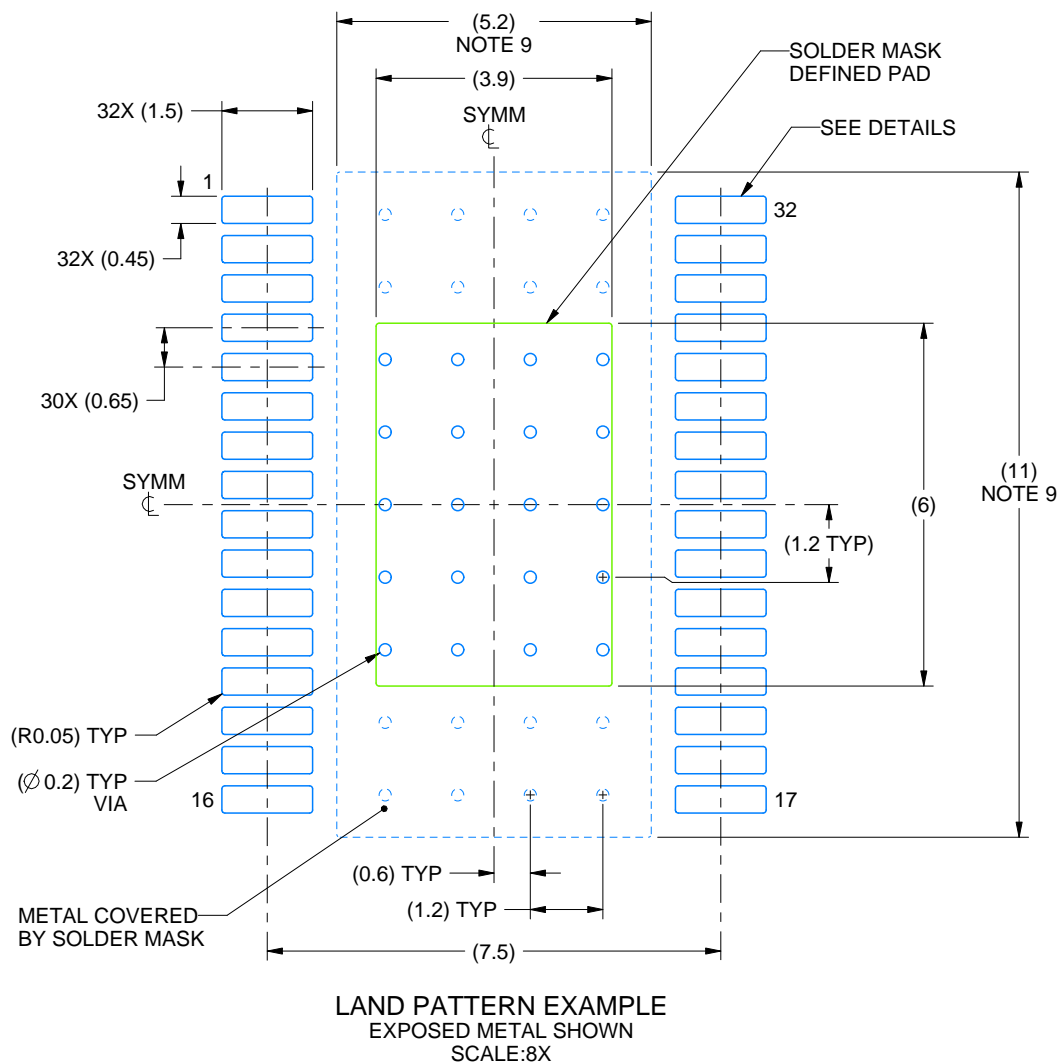 (5.2)
NOTE 9
SOLDER MASK
DEFINED PAD
(3.9)
32X (1.5)
SYMM
℄
SEE DETAILS
1
32
32X (0.45)
30X (0.65)
SYMM
℄
(11)
NOTE 9
(6)
(1.2 TYP)
(R0.05) TYP
(∅ 0.2) TYP
VIA
16
17
(0.6) TYP
(1.2) TYP
METAL COVERED
BY SOLDER MASK
(7.5)
LAND PATTERN EXAMPLE
EXPOSED METAL SHOWN
SCALE:8X